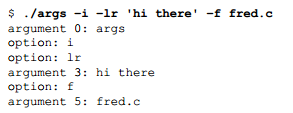 $ ./args -i -lr 'hi there' -f fred.c
argument 0: args
option: i
option: lr
argument 3: hi there
option: f
argument 5: fred.c